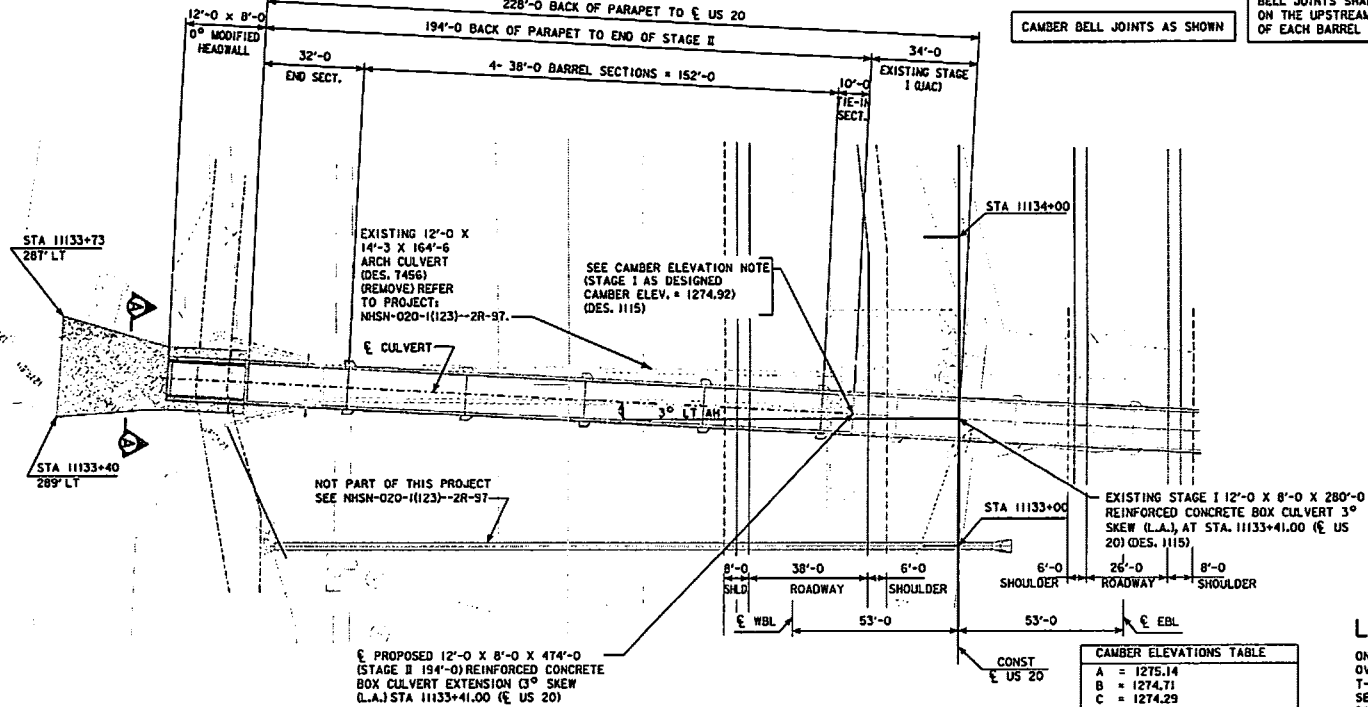 228'-0 BACK OF PARAPET TO ℄ US 20
12'-0 x 8'-0
0° MODIFIED
HEADWALL
194'-0 BACK OF PARAPET TO END OF STAGE II
32'-0
END SECT.
4- 38'-0 BARREL SECTIONS = 152'-0
10'-0
TIE-IN
SECT.
34'-0
EXISTING STAGE
I (UAC)
CAMBER BELL JOINTS AS SHOWN
BELL JOINTS SHA
ON THE UPSTREAM
OF EACH BARREL
STA 11133+73
287' LT
A
EXISTING 12'-0 X
14'-3 X 164'-6
ARCH CULVERT
(DES. 7456)
(REMOVE) REFER
TO PROJECT:
NHSN-020-1(123)--2R-97.
SEE CAMBER ELEVATION NOTE
(STAGE I AS DESIGNED
CAMBER ELEV. = 1274.92)
(DES. 1115)
STA 11134+00
℄ CULVERT
3° LT AH
A
STA 11133+40
289' LT
NOT PART OF THIS PROJECT
SEE NHSN-020-1(123)--2R-97
STA 11133+00
EXISTING STAGE I 12'-0 X 8'-0 X 280'-0
REINFORCED CONCRETE BOX CULVERT 3°
SKEW (L.A.), AT STA. 11133+41.00 (℄ US
20) (DES. 1115)
8'-0
SHLD
38'-0
ROADWAY
6'-0
SHOULDER
6'-0
SHOULDER
26'-0
ROADWAY
8'-0
SHOULDER
℄ WBL
53'-0
53'-0
℄ EBL
℄ PROPOSED 12'-0 X 8'-0 X 474'-0
(STAGE II 194'-0) REINFORCED CONCRETE
BOX CULVERT EXTENSION (3° SKEW
(L.A.) STA 11133+41.00 (℄ US 20)
CONST
℄ US 20
CAMBER ELEVATIONS TABLE
A = 1275.14
B = 1274.71
C = 1274.29
L
ON
OV
T-
SE